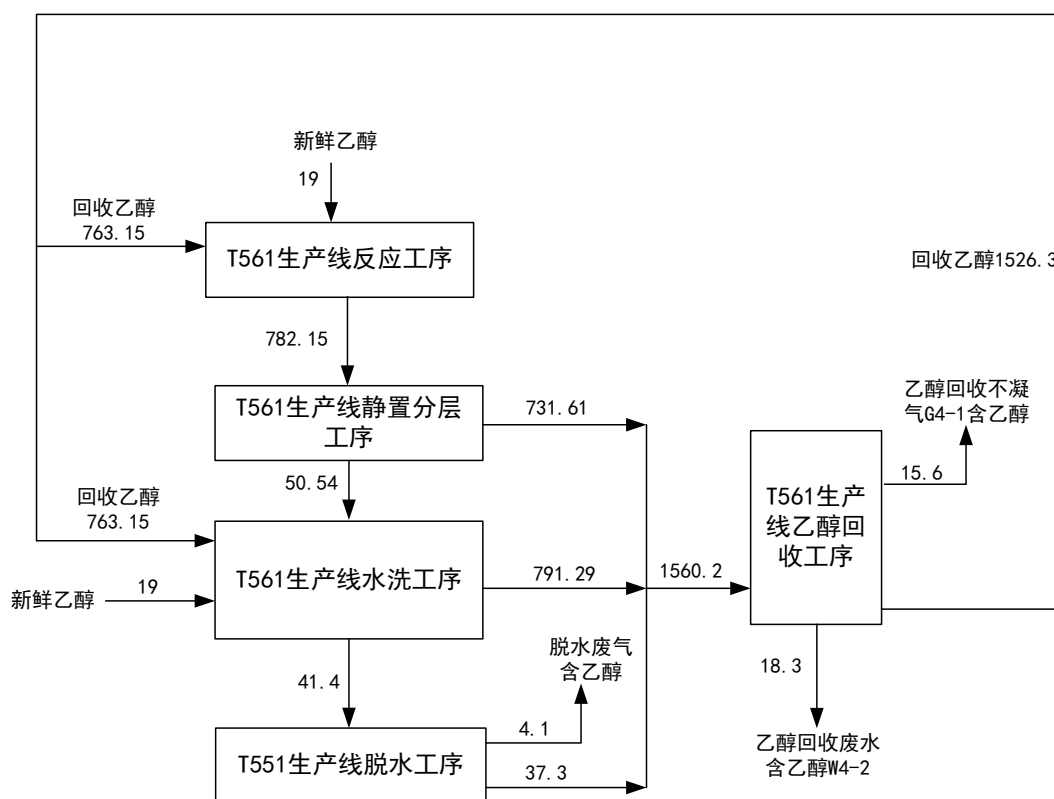 新鲜乙醇
19
回收乙醇
763.15
T561生产线反应工序
回收乙醇1526.3
782.15
T561生产线静置分层
工序
731.61
乙醇回收不凝
气G4-1含乙醇
15.6
50.54
T561生产
线乙醇回
收工序
回收乙醇
763.15
T561生产线水洗工序
791.29
1560.2
新鲜乙醇
19
脱水废气
含乙醇
41.4
18.3
4.1
T551生产线脱水工序
37.3
乙醇回收废水
含乙醇W4-2